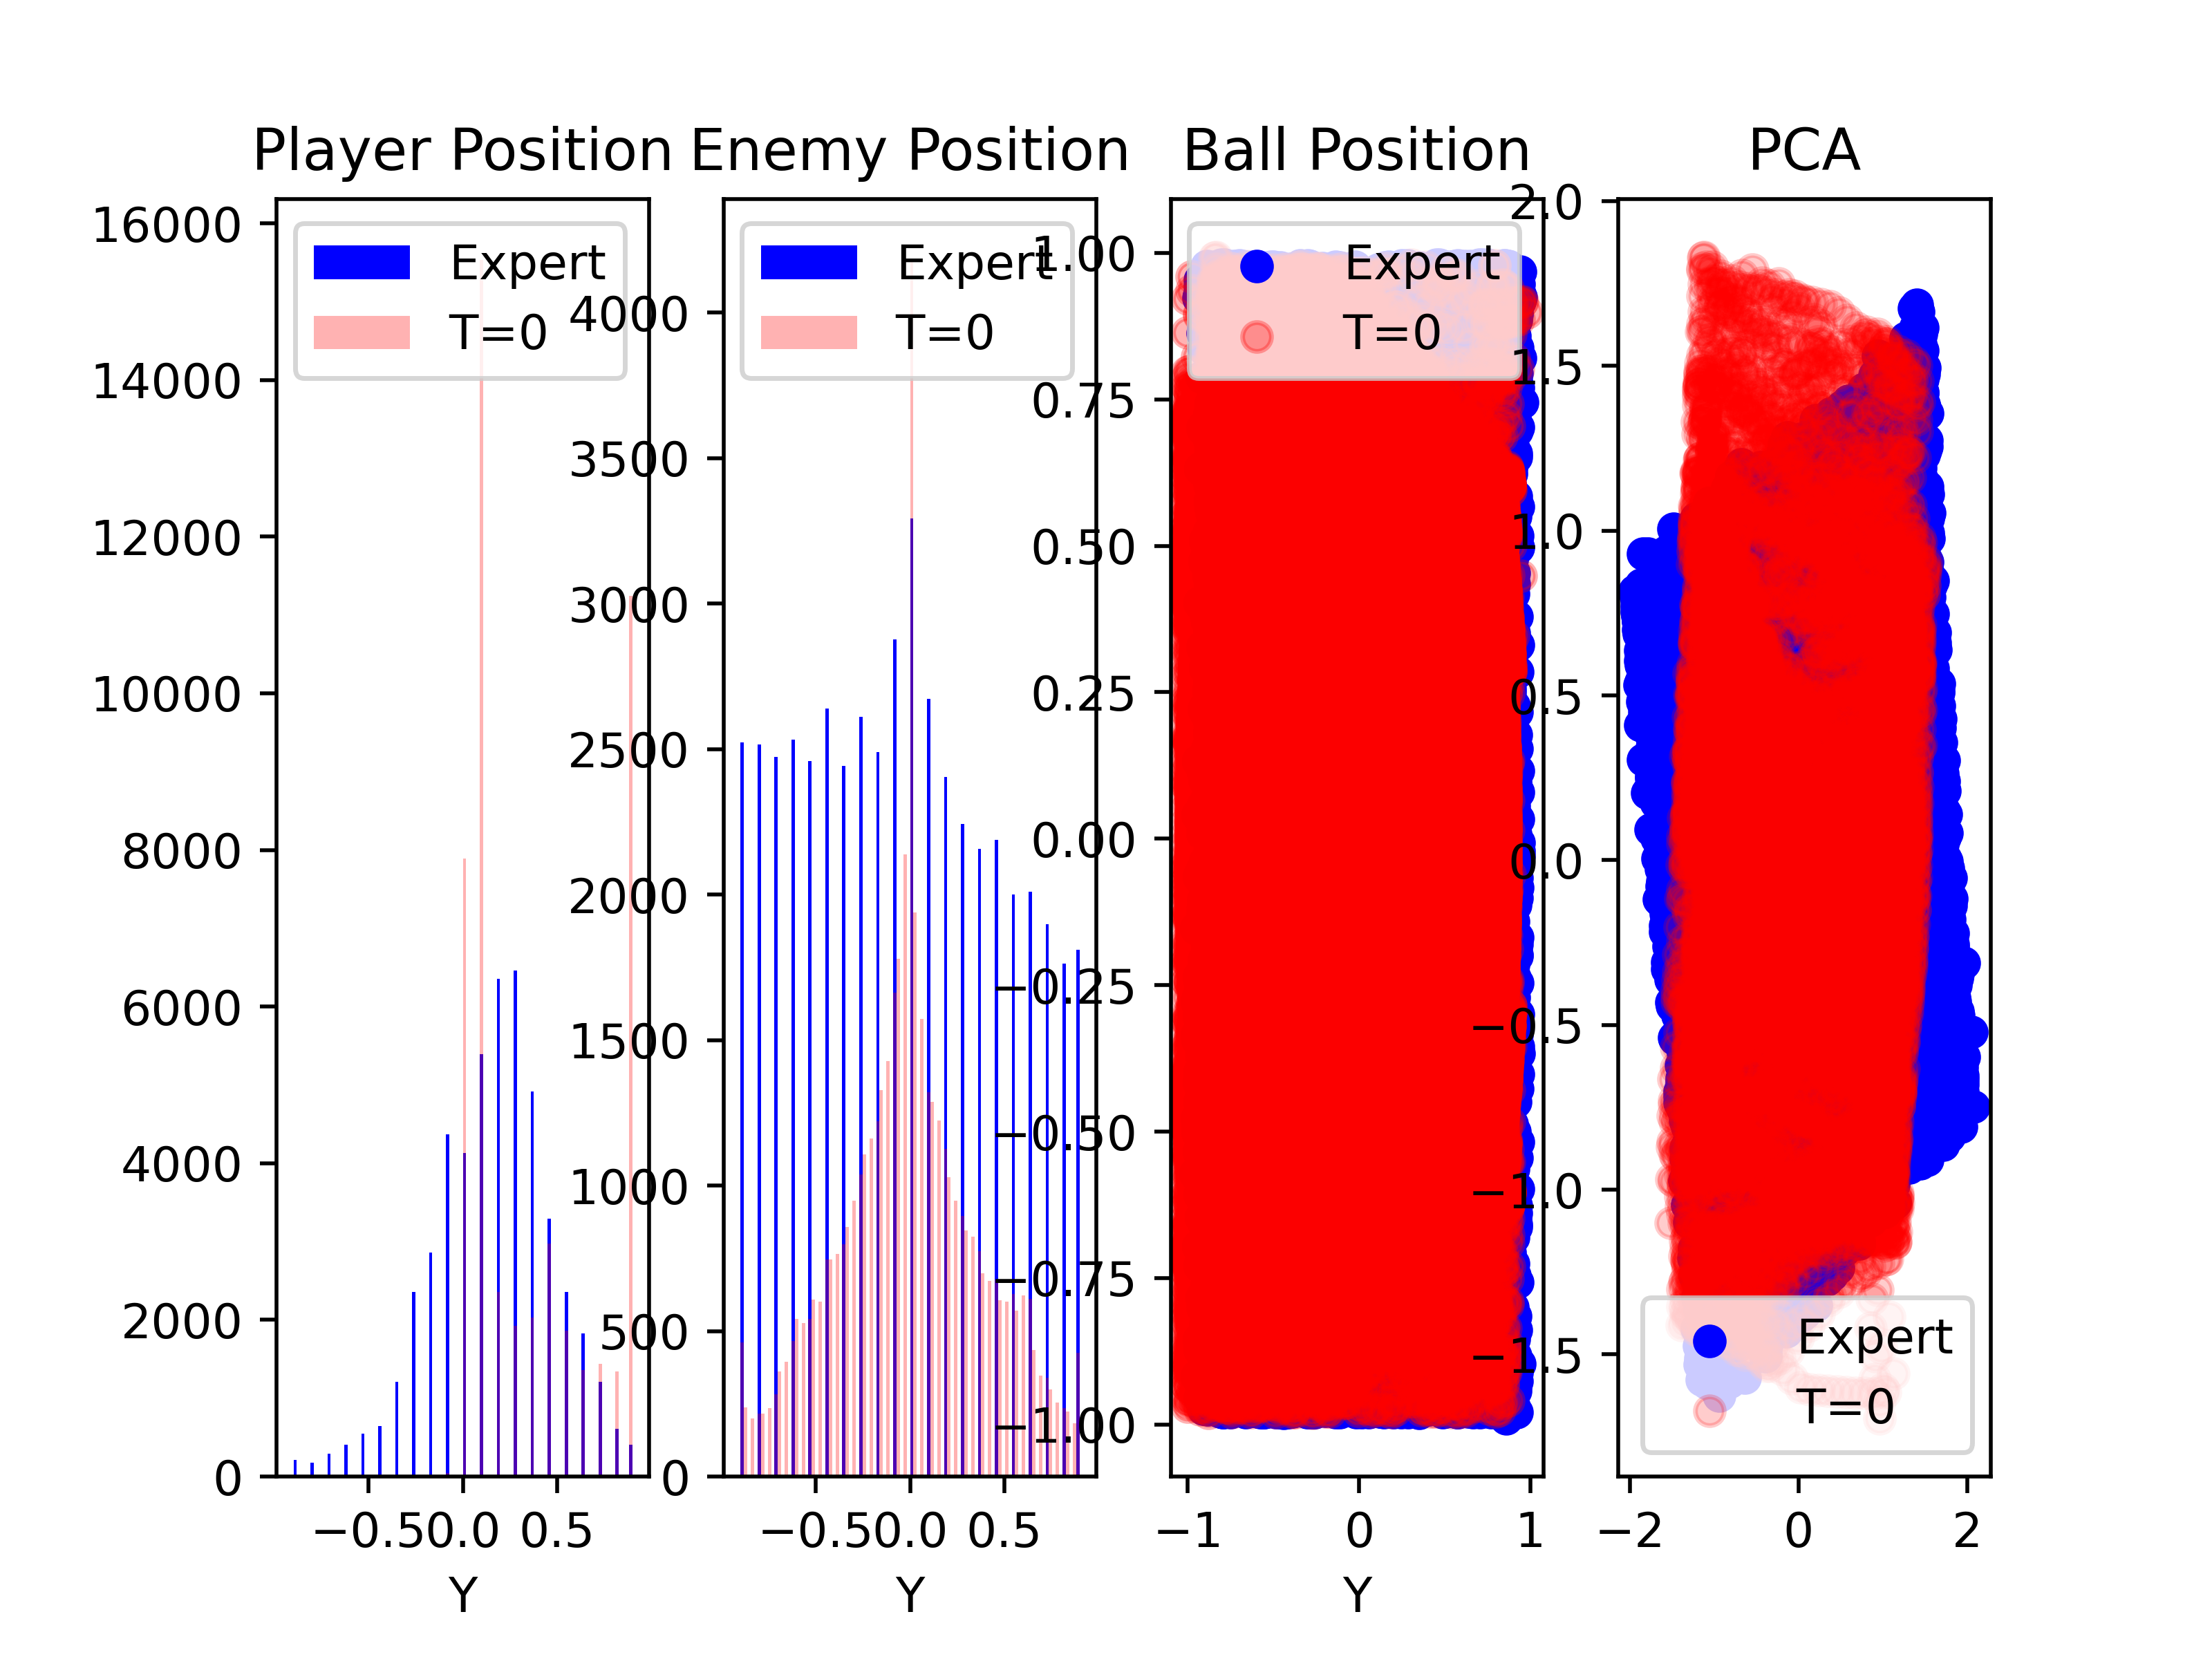 Player Position
Enemy Position
Ball Position
PCA
16000
14000
12000
10000
8000
6000
4000
2000
0
Expert
T=0
−0.5 0.0 0.5
Y
4000
3500
3000
2500
2000
1500
1000
500
0
Expert
T=0
−0.5 0.0 0.5
Y
1.00
0.75
0.50
0.25
0.00
−0.25
−0.50
−0.75
−1.00
Expert
T=0
−1 0 1
Y
2.0
1.5
1.0
0.5
0.0
−0.5
−1.0
−1.5
Expert
T=0
−2 0 2